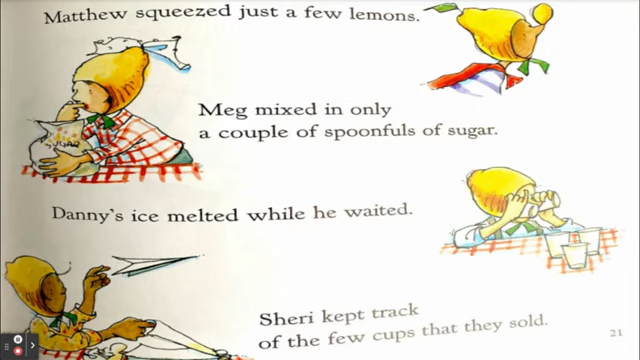 Matthew squeezed just a few lemons.
SUGAR
Meg mixed in only
a couple of spoonfuls of sugar.
Danny's ice melted while he waited.
Sheri kept track
of the few cups that they sold.
21